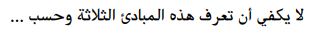 لا يكفي أن تعرف هذه المبادئ الثلاثة وحسب ...